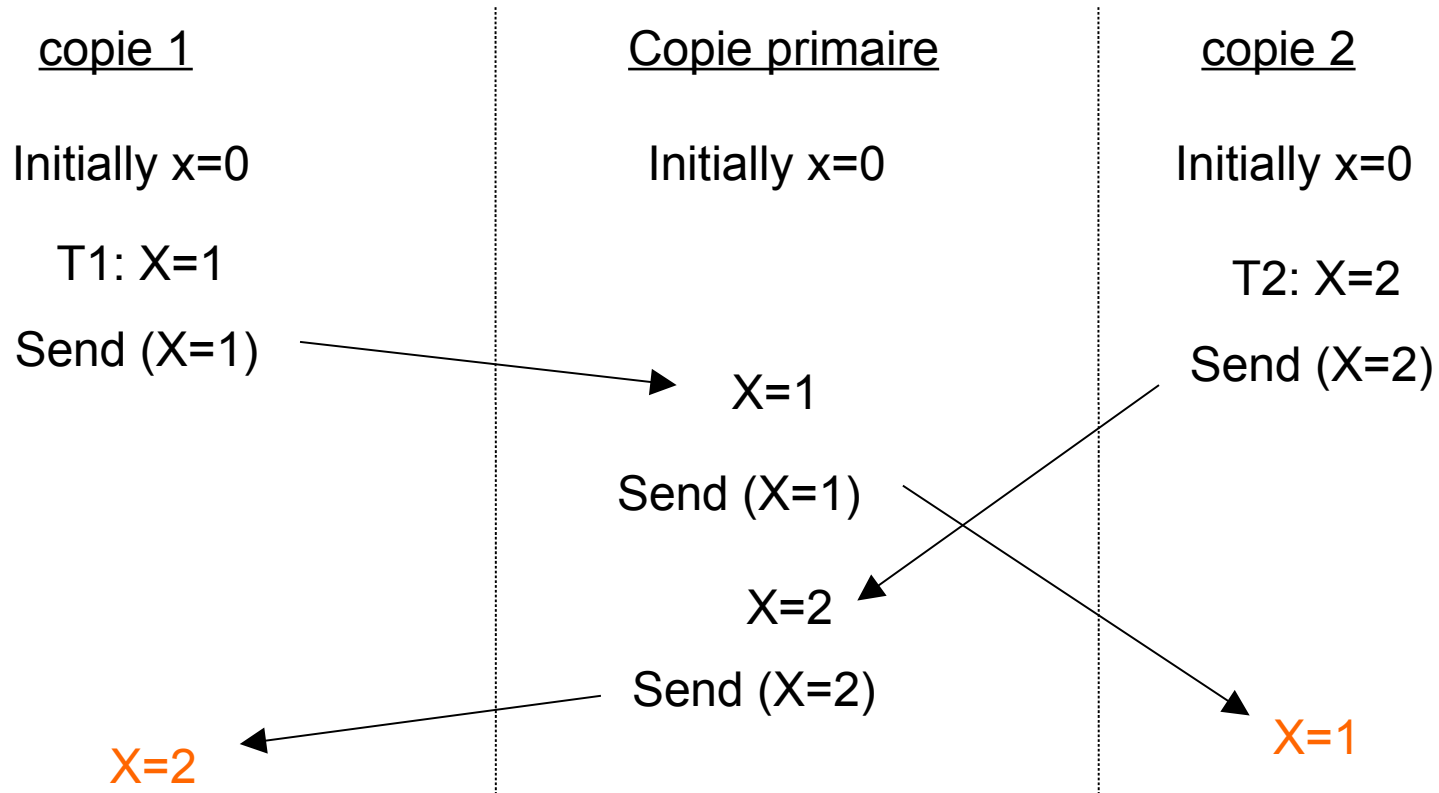 copie 1
Copie primaire
copie 2
Initially x=0
Initially x=0
Initially x=0
T1: X=1
T2: X=2
Send (X=1)
Send (X=2)
X=1
Send (X=1)
X=2
Send (X=2)
X=1
X=2